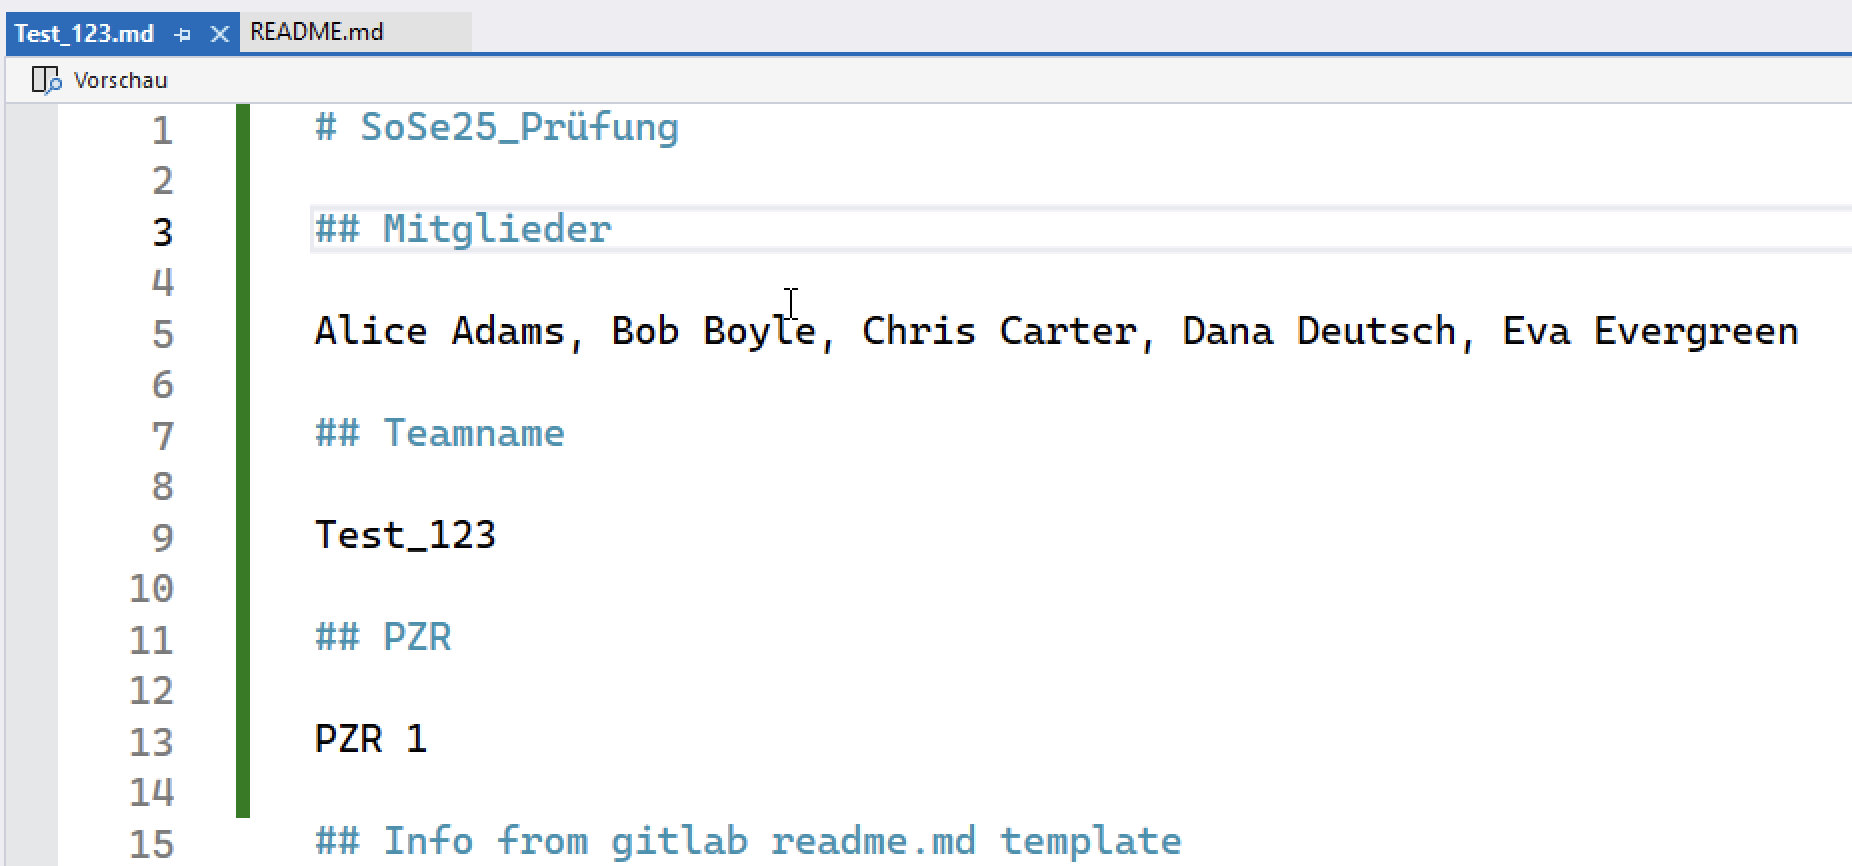 Test_123.md README.md
Vorschau
1 # SoSe25_Prüfung
2
3 ## Mitglieder
4
5 Alice Adams, Bob Boyle, Chris Carter, Dana Deutsch, Eva Evergreen
6
7 ## Teamname
8
9 Test_123
10
11 ## PZR
12
13 PZR 1
14
15 ## Info from gitlab readme.md template